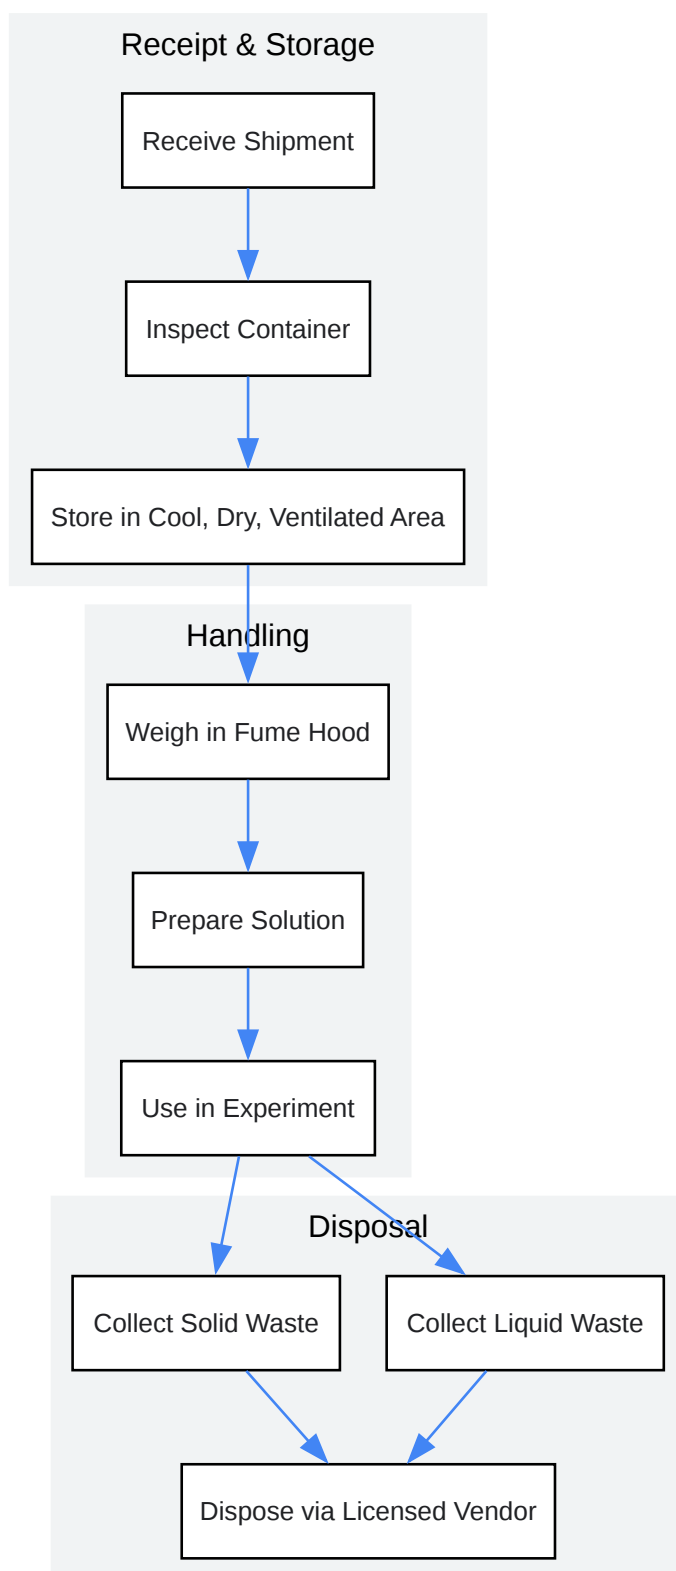 Receipt & Storage
Receive Shipment
Inspect Container
Store in Cool, Dry, Ventilated Area
Handling
Weigh in Fume Hood
Prepare Solution
Use in Experiment
Disposal
Collect Solid Waste
Collect Liquid Waste
Dispose via Licensed Vendor